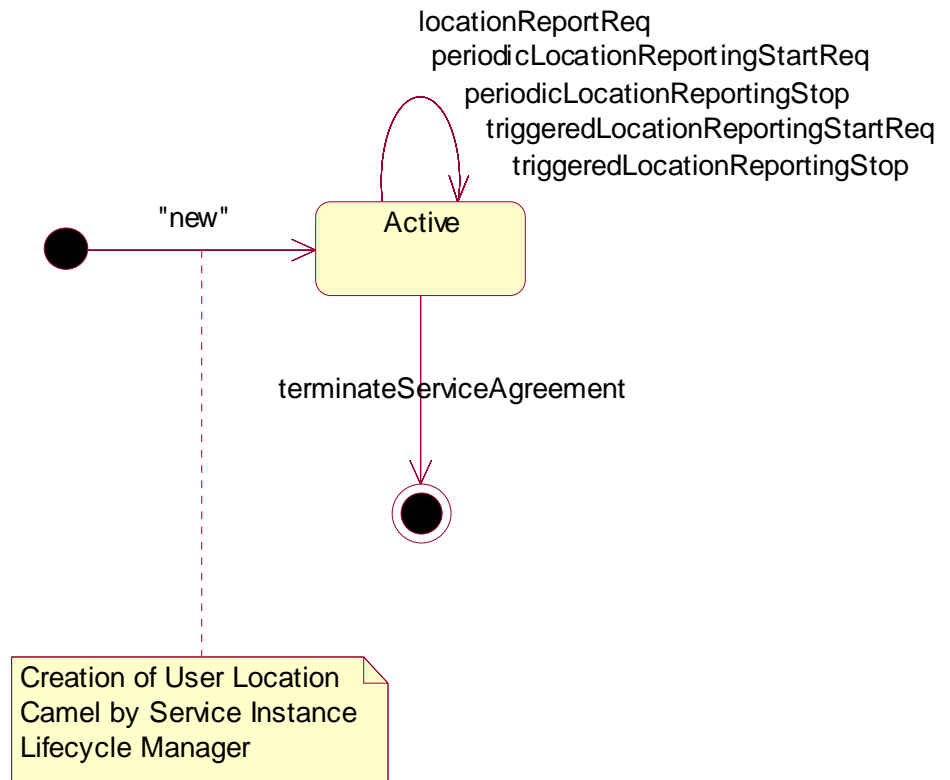 locationReportReq
periodicLocationReportingStartReq
periodicLocationReportingStop
triggeredLocationReportingStartReq
triggeredLocationReportingStop
"new"
Active
terminateServiceAgreement
Creation of User Location
Camel by Service Instance
Lifecycle Manager